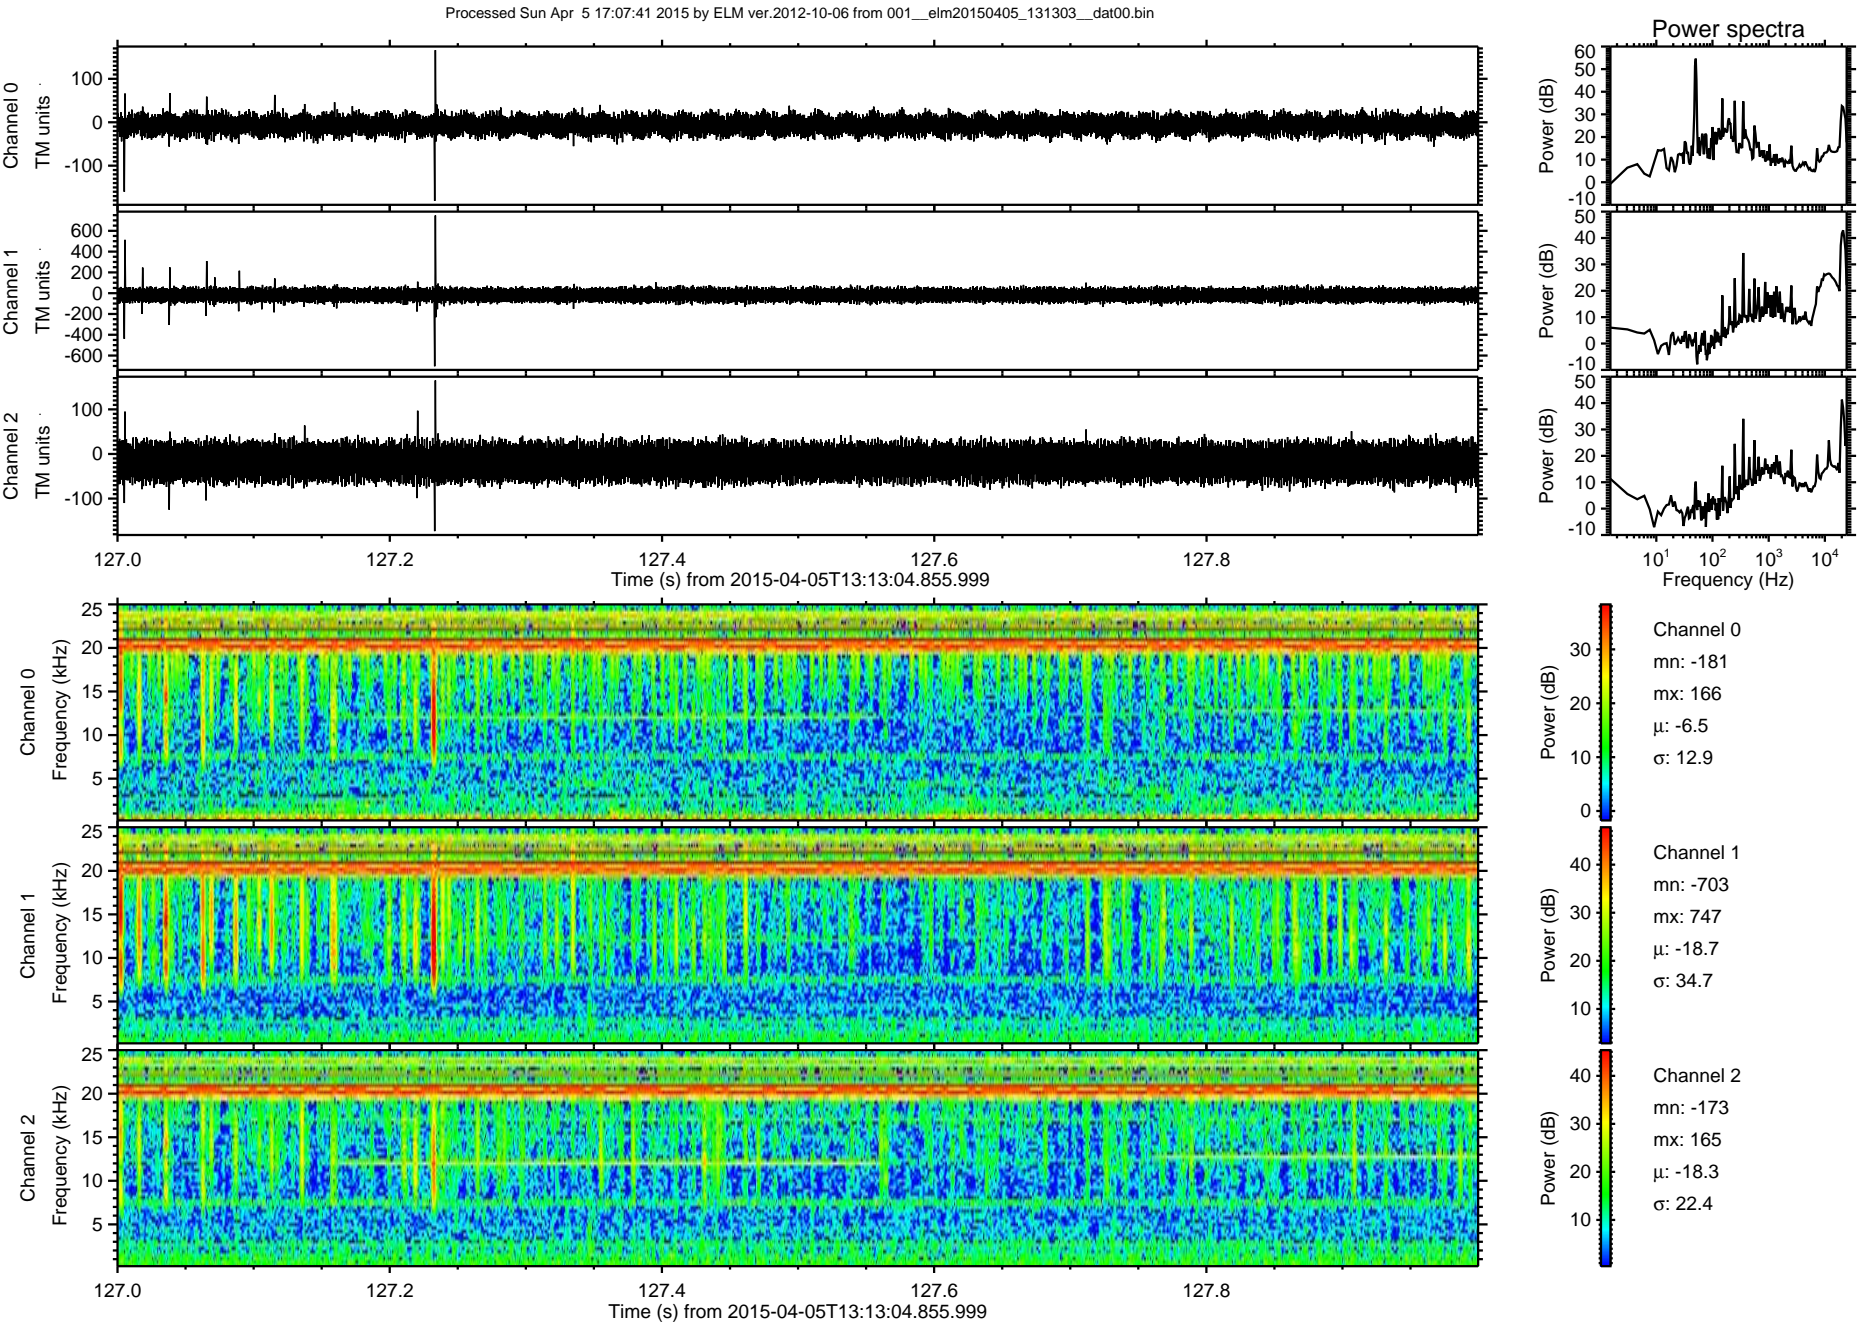 Processed Sun Apr  5 17:07:41 2015 by ELM ver.2012-10-06 from 001__elm20150405_131303__dat00.bin
Power spectra
Channel 0
TM units
100
0
-100
Power (dB)
60
50
40
30
20
10
0
-10
Channel 1
TM units
600
400
200
0
-200
-400
-600
Power (dB)
50
40
30
20
10
0
-10
Channel 2
TM units
100
0
-100
Power (dB)
50
40
30
20
10
0
-10
127.0 127.2 127.4 127.6 127.8
Time (s) from 2015-04-05T13:13:04.855.999
10^1 10^2 10^3 10^4
Frequency (Hz)
Channel 0
Frequency (kHz)
25
20
15
10
5
Power (dB)
30
20
10
0
Channel 0
mn: -181
mx: 166
μ: -6.5
σ: 12.9
Channel 1
Frequency (kHz)
25
20
15
10
5
Power (dB)
40
30
20
10
Channel 1
mn: -703
mx: 747
μ: -18.7
σ: 34.7
Channel 2
Frequency (kHz)
25
20
15
10
5
Power (dB)
40
30
20
10
Channel 2
mn: -173
mx: 165
μ: -18.3
σ: 22.4
127.0 127.2 127.4 127.6 127.8
Time (s) from 2015-04-05T13:13:04.855.999